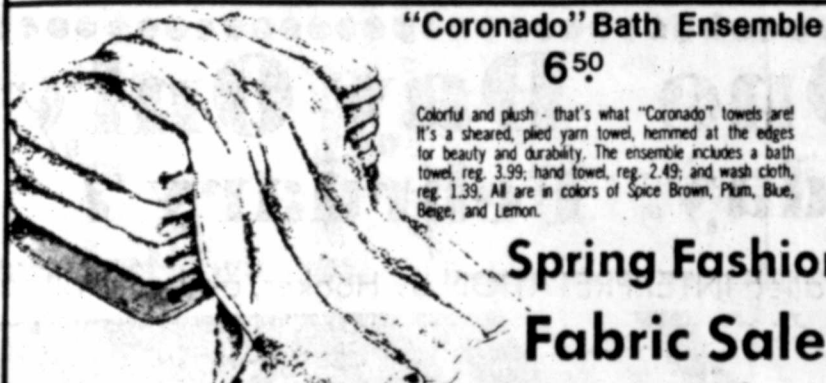 "Coronado" Bath Ensemble
6.50
Colorful and plush - that's what "Coronado" towels are!
It's a sheared, plied yarn towel, hemmed at the edges
for beauty and durability. The ensemble includes a bath
towel, reg. 3.99; hand towel, reg. 2.49; and wash cloth,
reg. 1.39. All are in colors of Spice Brown, Plum, Blue,
Beige, and Lemon.
Spring Fashion
Fabric Sale